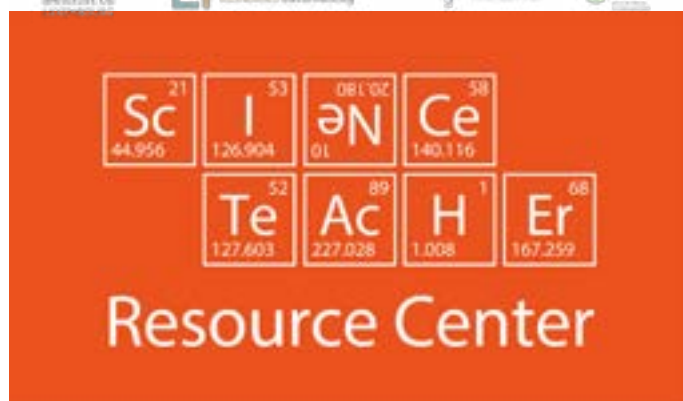 21 53 20.180 58
Sc I Ne Ce
44.956 126.904 10 140.116
52 89 1 68
Te Ac H Er
127.603 227.028 1.008 167.259
Resource Center